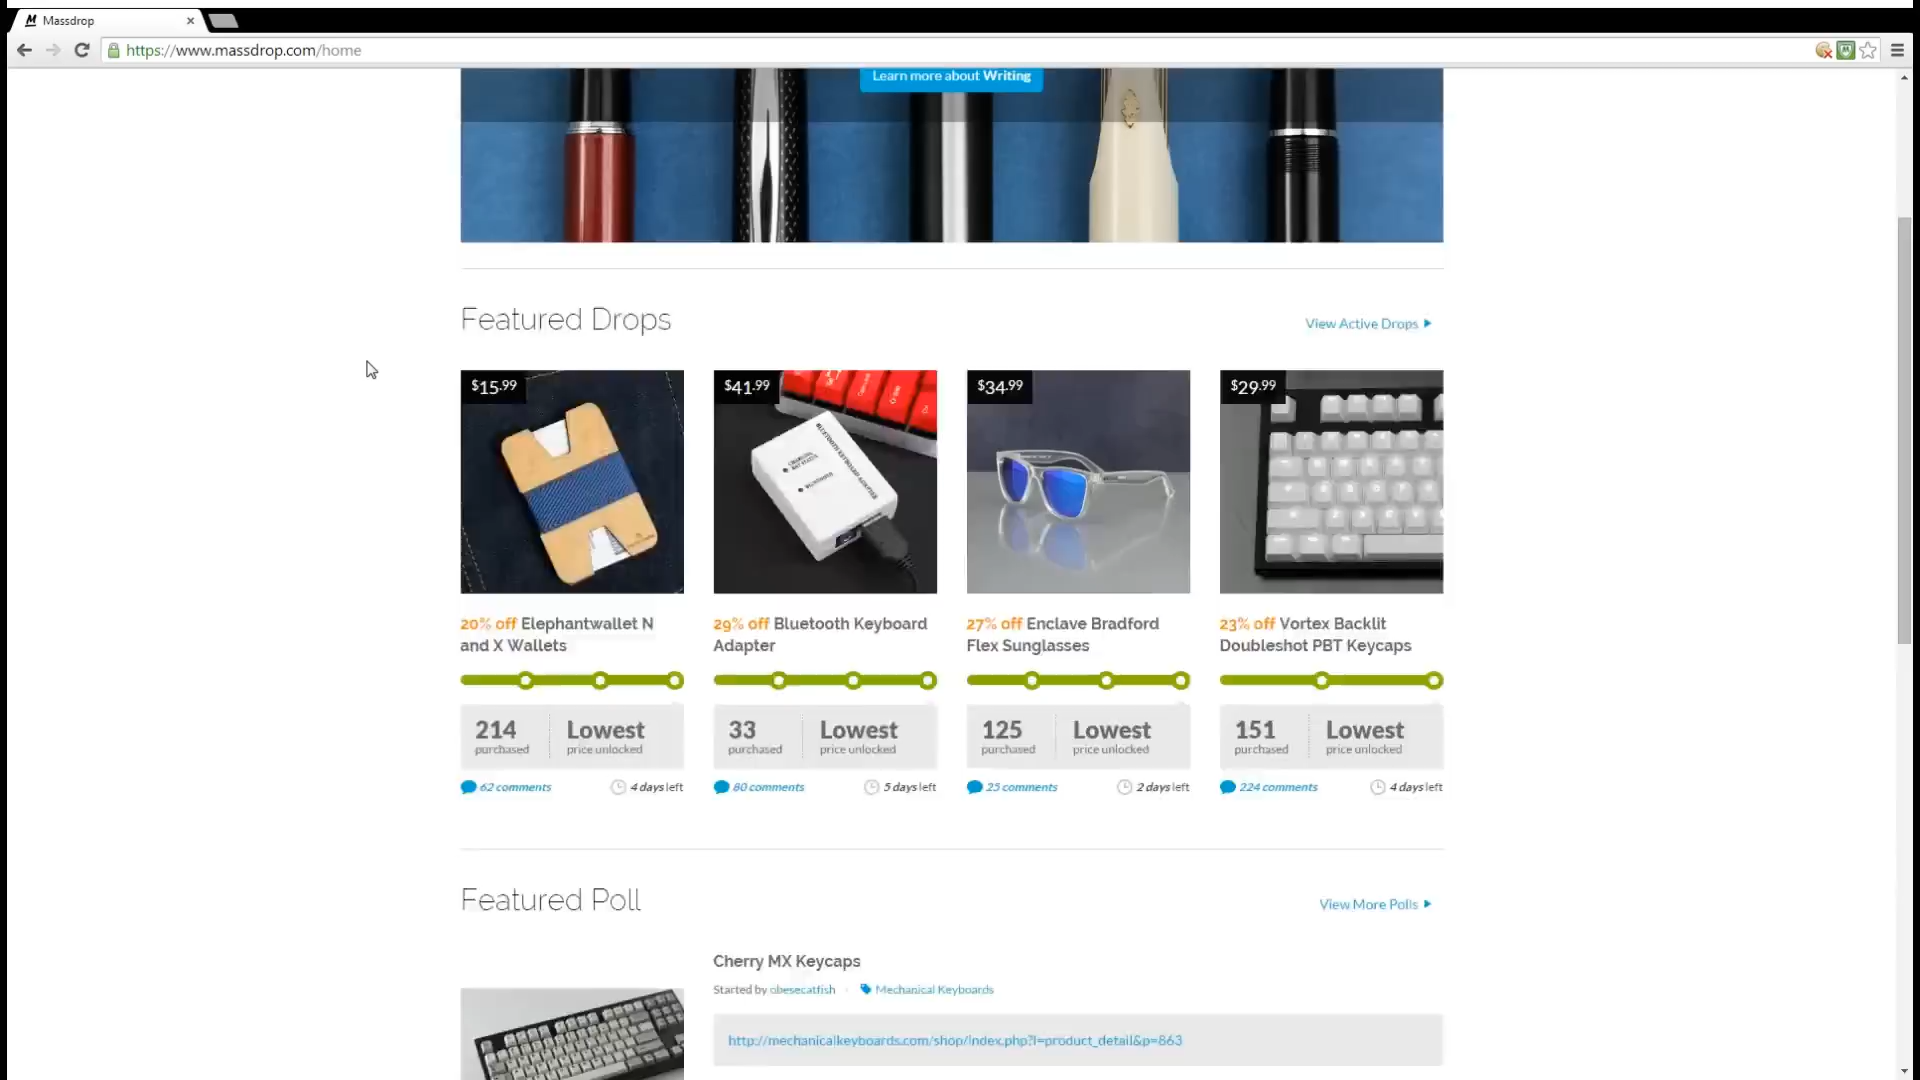 Massdrop
https://www.massdrop.com/home
Learn more about Writing
Featured Drops
View Active Drops
$15.99
$41.99
$34.99
$29.99
20% off Elephantwallet N
and X Wallets
29% off Bluetooth Keyboard
Adapter
27% off Enclave Bradford
Flex Sunglasses
23% off Vortex Backlit
Doubleshot PBT Keycaps
214 purchased
Lowest price unlocked
33 purchased
Lowest price unlocked
125 purchased
Lowest price unlocked
151 purchased
Lowest price unlocked
62 comments
4 days left
80 comments
5 days left
25 comments
2 days left
224 comments
4 days left
Featured Poll
View More Polls
Cherry MX Keycaps
Started by obesecatfish
Mechanical Keyboards
http://mechanicalkeyboards.com/shop/index.php?l=product_detail&p=863